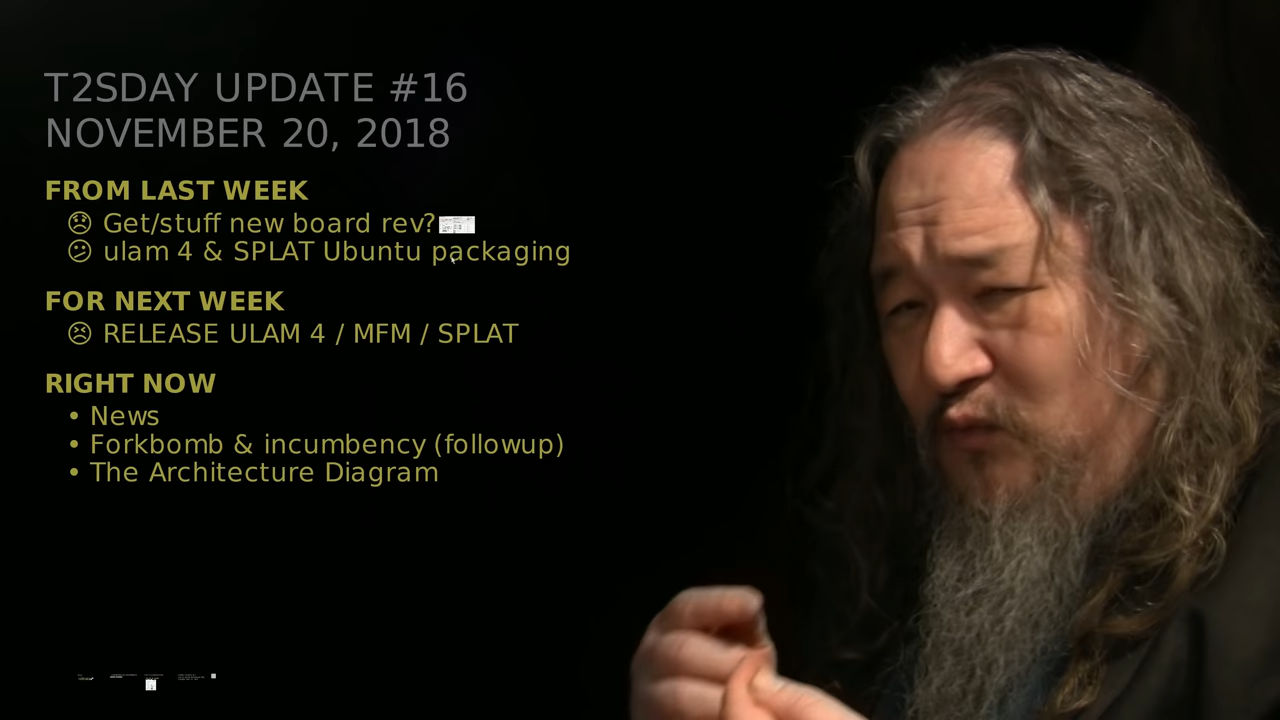 T2SDAY UPDATE #16
NOVEMBER 20, 2018
FROM LAST WEEK
☹ Get/stuff new board rev?
😕 ulam 4 & SPLAT Ubuntu packaging
FOR NEXT WEEK
☹ RELEASE ULAM 4 / MFM / SPLAT
RIGHT NOW
• News
• Forkbomb & incumbency (followup)
• The Architecture Diagram